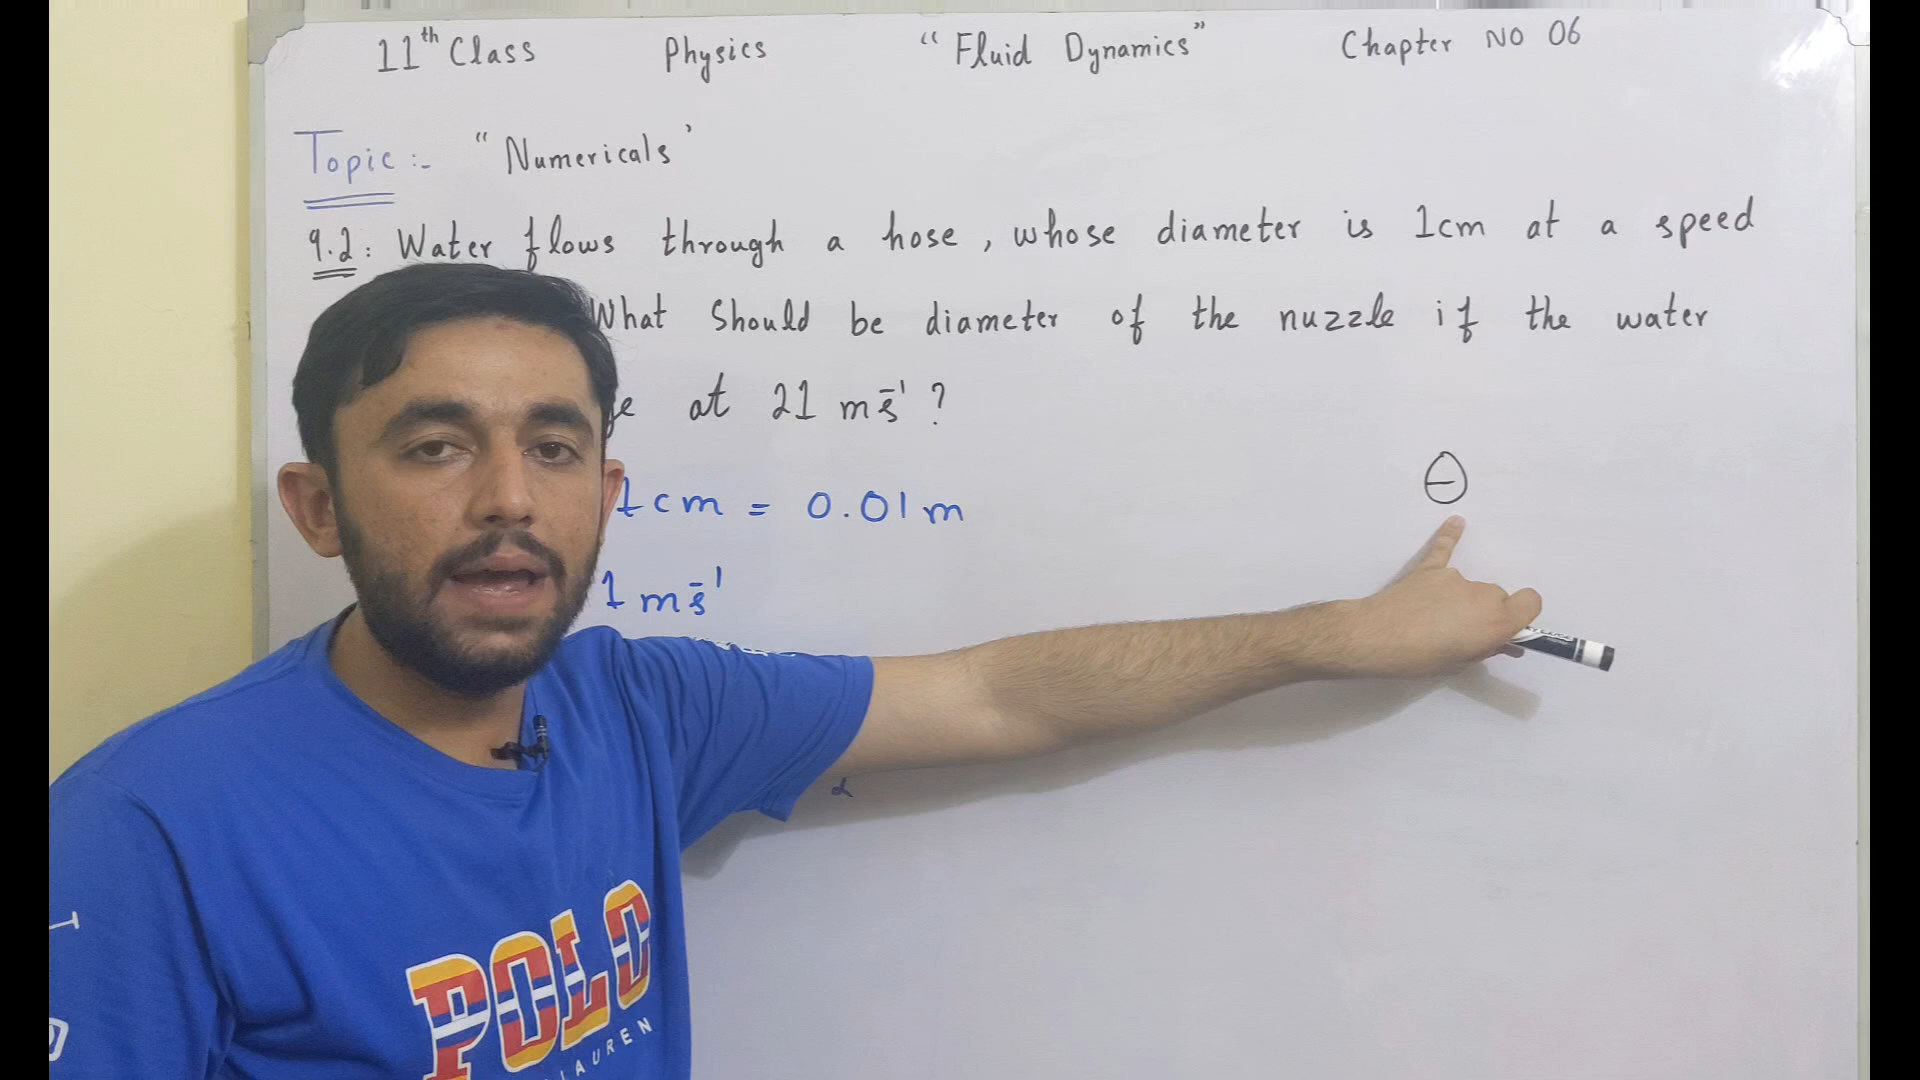 11th Class Physics “Fluid Dynamics” Chapter NO 06
Topic:- "Numericals'
9.2: Water flows through a hose, whose diameter is 1cm at a speed
What Should be diameter of the nuzzle if the water
at 21 ms̄¹ ?
1cm = 0.01m
1 ms̄¹
POLO
LAUREN